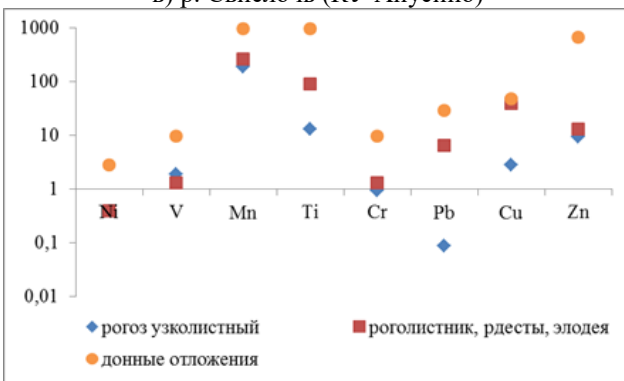 1000
100
10
1
0,1
0,01
Ni V Mn Ti Cr Pb Cu Zn
рогоз узколистный роголистник, рдесты, элодея
донные отложения